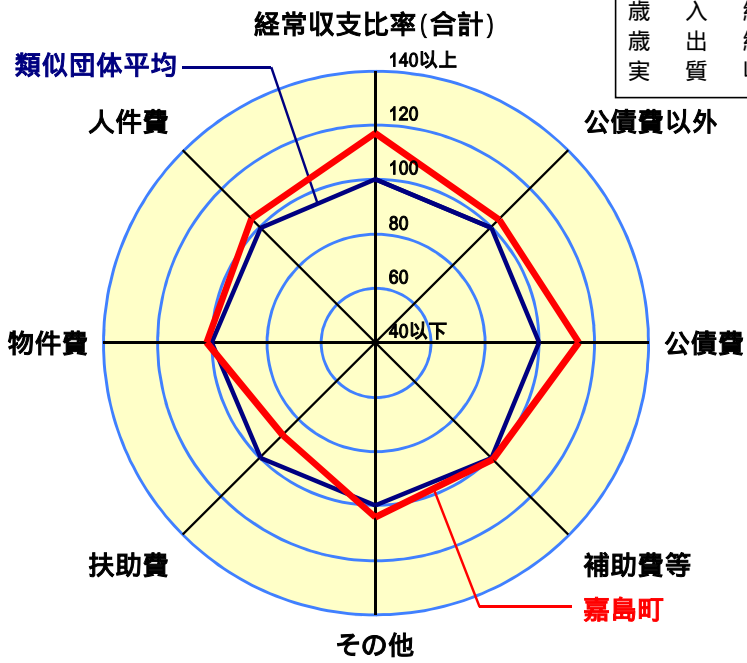 経常収支比率(合計)
歳 入
歳 出
実 質
類似団体平均
140以上
人件費
120
公債費以外
100
80
60
40以下
物件費
公債費
扶助費
補助費等
嘉島町
その他